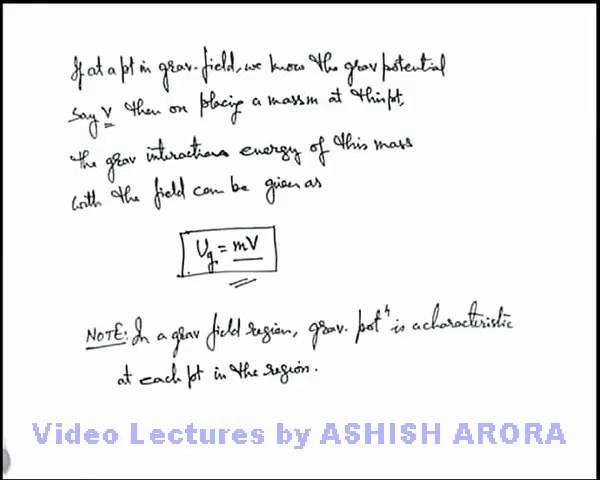 If at a pt in grav. field, we know the grav potential
say V then on placing a mass m at this pt,
the grav interaction energy of this mass
with the field can be given as
Ug = mV
NOTE: In a grav field region, grav. potⁿ is a characteristic
at each pt in the region.
Video Lectures by ASHISH ARORA